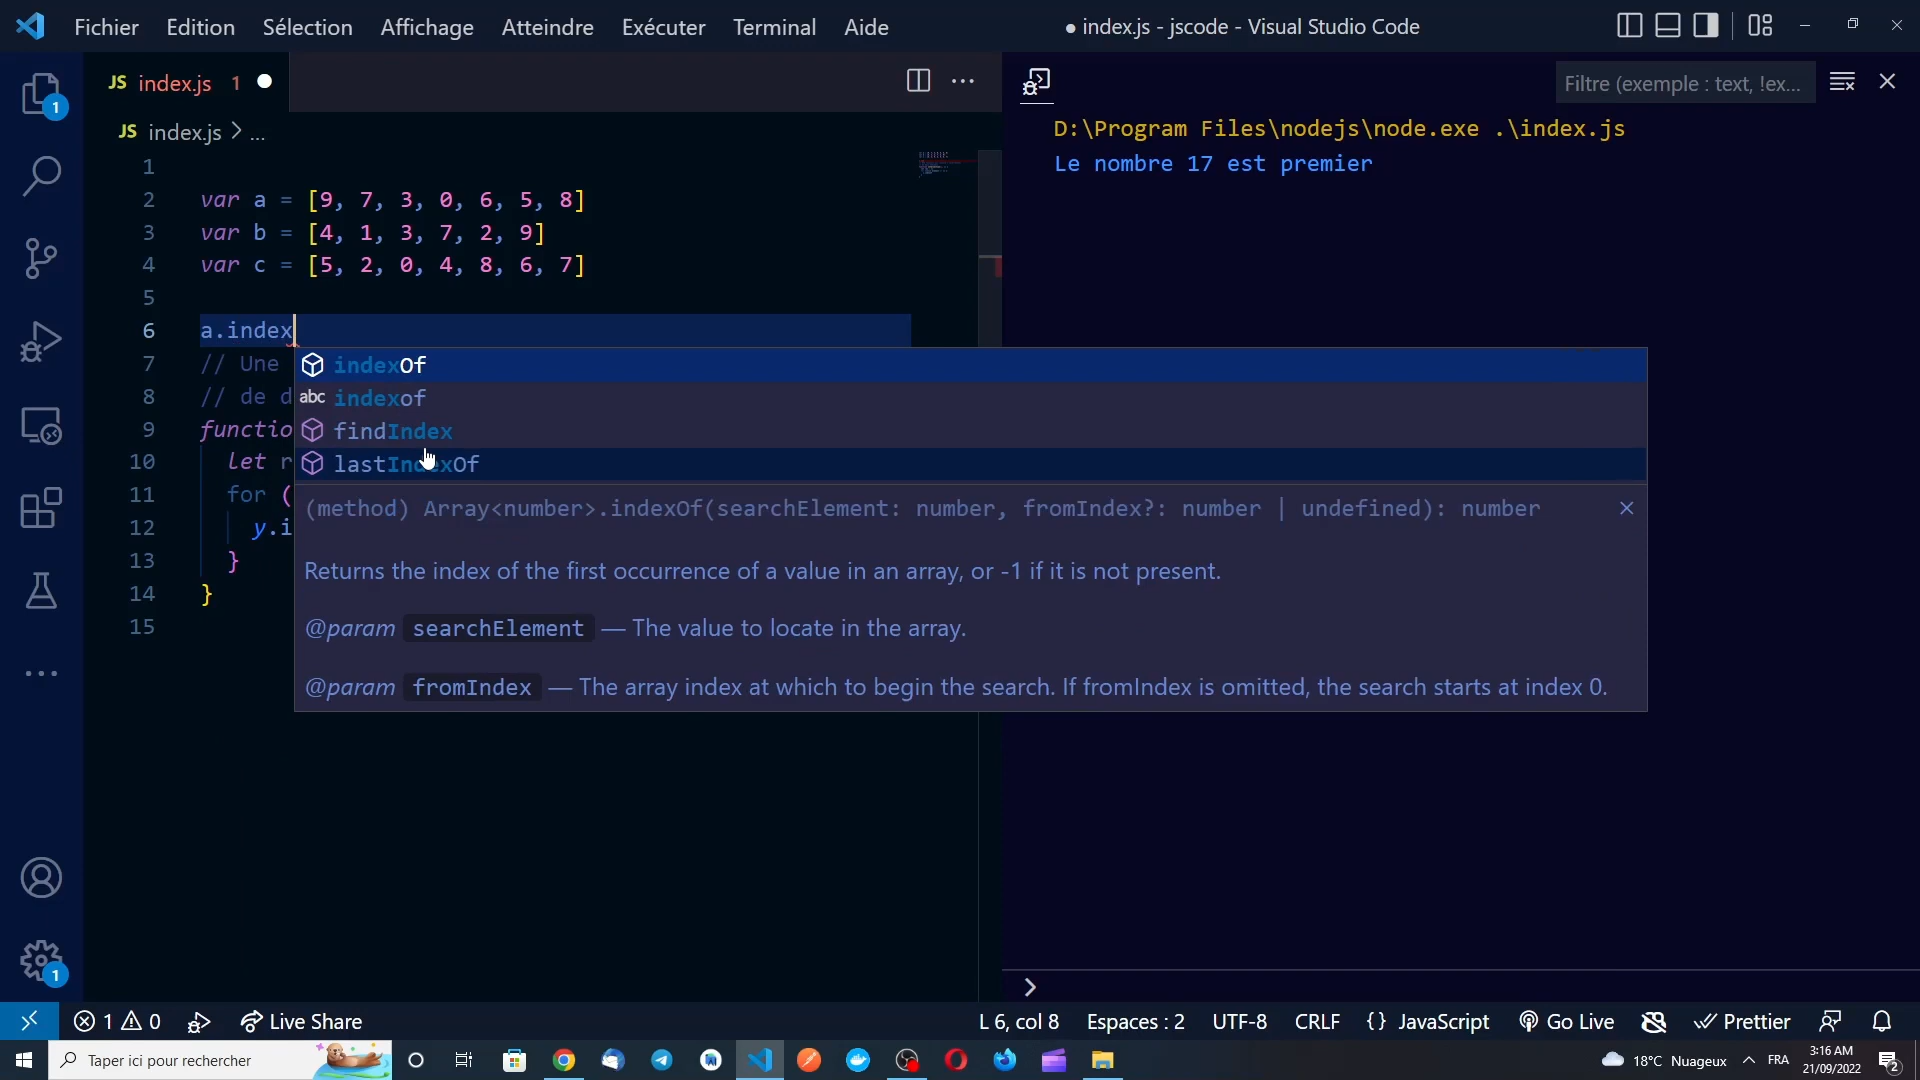 Fichier Edition Sélection Affichage Atteindre Exécuter Terminal Aide
● index.js - jscode - Visual Studio Code
JS index.js 1
JS index.js > ...
1
2 var a = [9, 7, 3, 0, 6, 5, 8]
3 var b = [4, 1, 3, 7, 2, 9]
4 var c = [5, 2, 0, 4, 8, 6, 7]
5
6 a.index
7 // Une
8 // de d
9 functio
10 let r
11 for (
12 y.i
13 }
14 }
15
indexOf
abc indexof
findIndex
lastIndexOf
(method) Array<number>.indexOf(searchElement: number, fromIndex?: number | undefined): number
Returns the index of the first occurrence of a value in an array, or -1 if it is not present.
@param searchElement — The value to locate in the array.
@param fromIndex — The array index at which to begin the search. If fromIndex is omitted, the search starts at index 0.
Filtre (exemple : text, !ex...
D:\Program Files\nodejs\node.exe .\index.js
Le nombre 17 est premier
1
1
1 0 Live Share
L 6, col 8 Espaces : 2 UTF-8 CRLF {} JavaScript Go Live Prettier
Taper ici pour rechercher
18°C Nuageux FRA
3:16 AM
21/09/2022
2